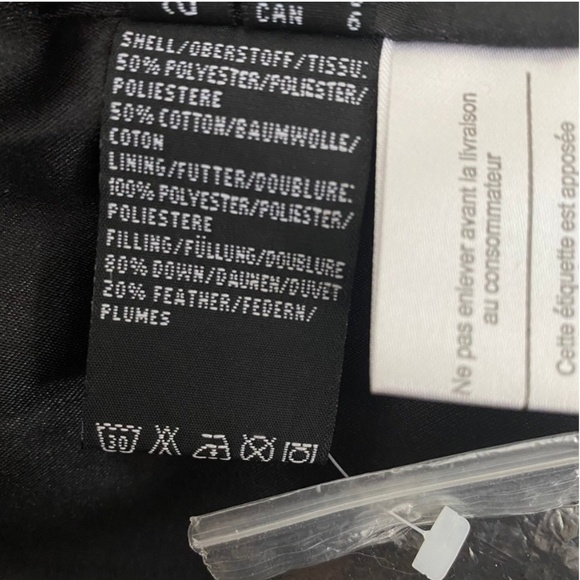 CAN
SHELL/OBERSTOFF/TISSU:
50% POLYESTER/POLIESTER/
POLIESTERE
50% COTTON/BAUMWOLLE/
COTON
LINING/FUTTER/DOUBLURE:
100% POLYESTER/POLIESTER/
POLIESTERE
FILLING/FÜLLUNG/DOUBLURE
80% DOWN/DAUNEN/DUVET
20% FEATHER/FEDERN/
PLUMES
30
Ne pas enlever avant la livraison
au consommateur
Cette étiquette est apposée